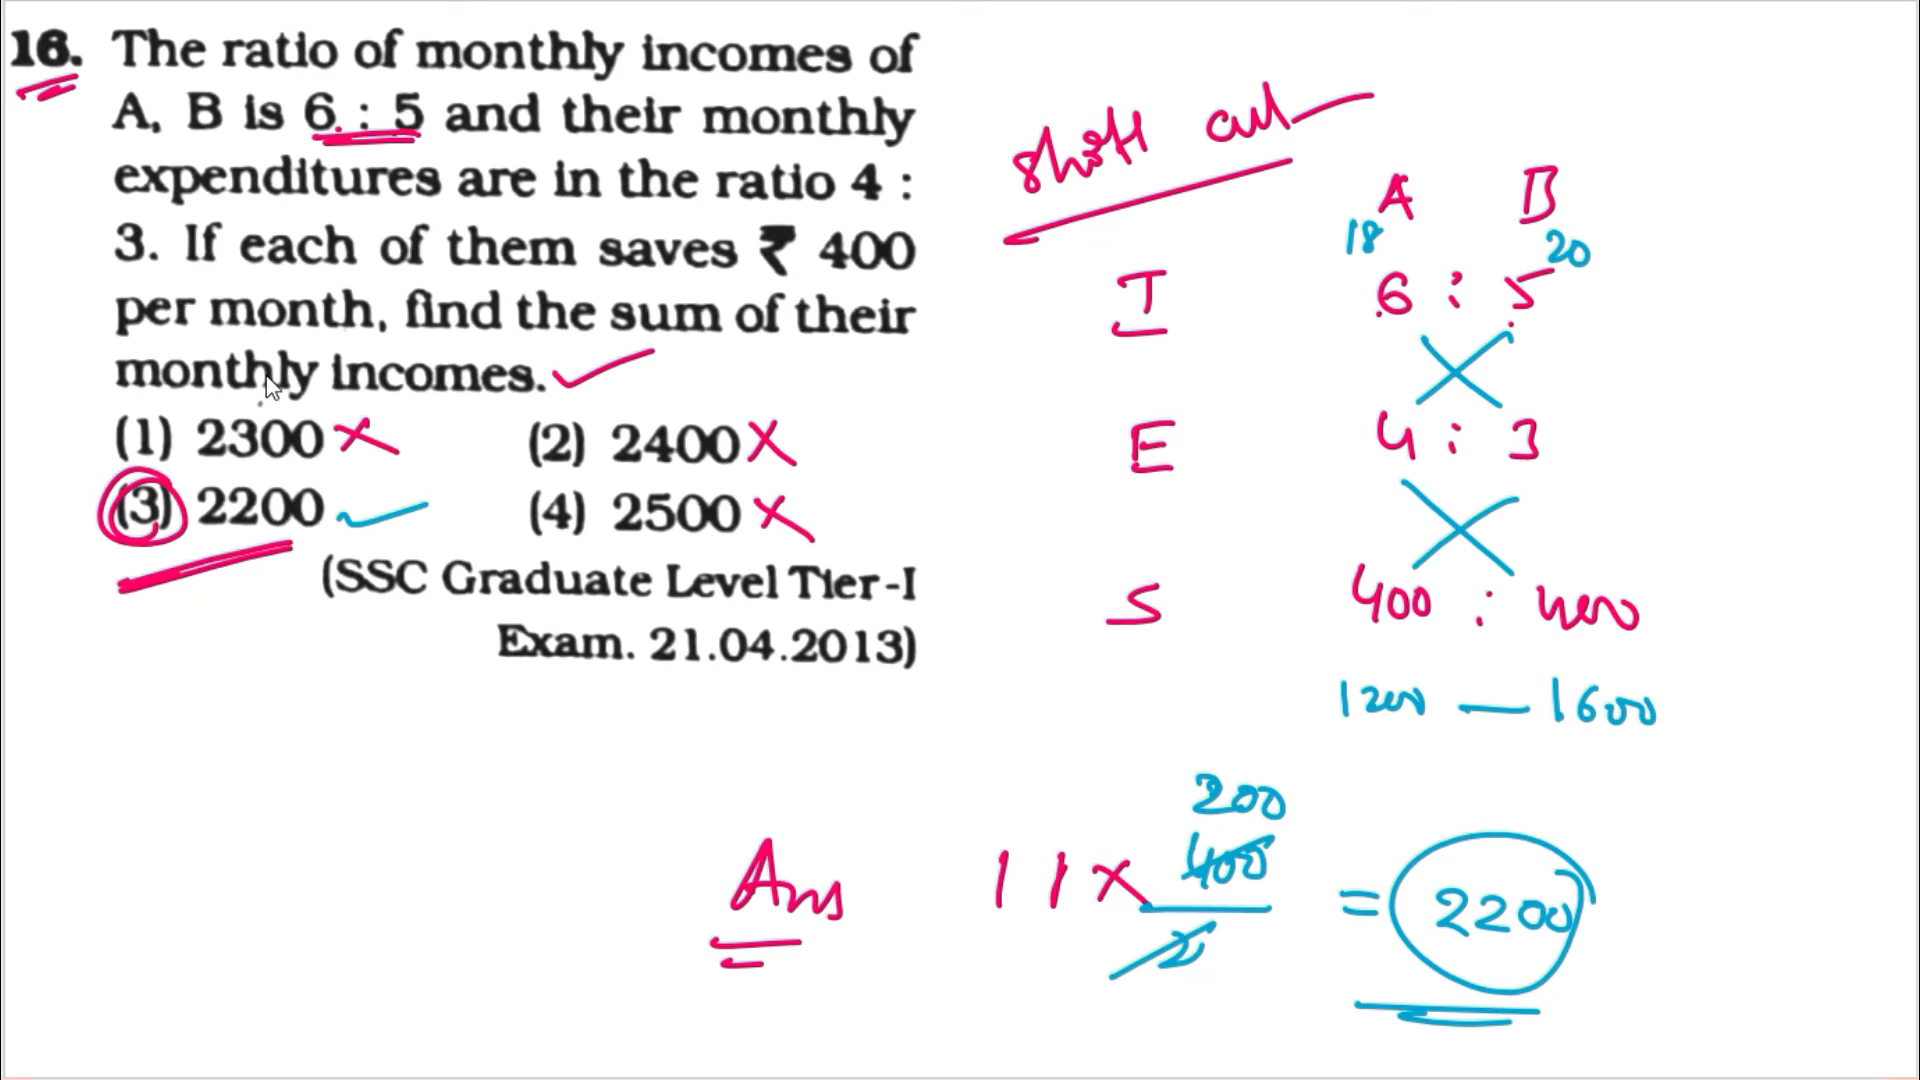 16. The ratio of monthly incomes of
A, B is 6 : 5 and their monthly
expenditures are in the ratio 4 :
3. If each of them saves ₹ 400
per month, find the sum of their
monthly incomes.
(1) 2300 (2) 2400
(3) 2200 (4) 2500
(SSC Graduate Level Tier-I
Exam. 21.04.2013)
short cut
A B
18 20
I 6 : 5
E 4 : 3
S 400 : 400
1200 — 1600
200
Ans 11 × 400 = 2200
2